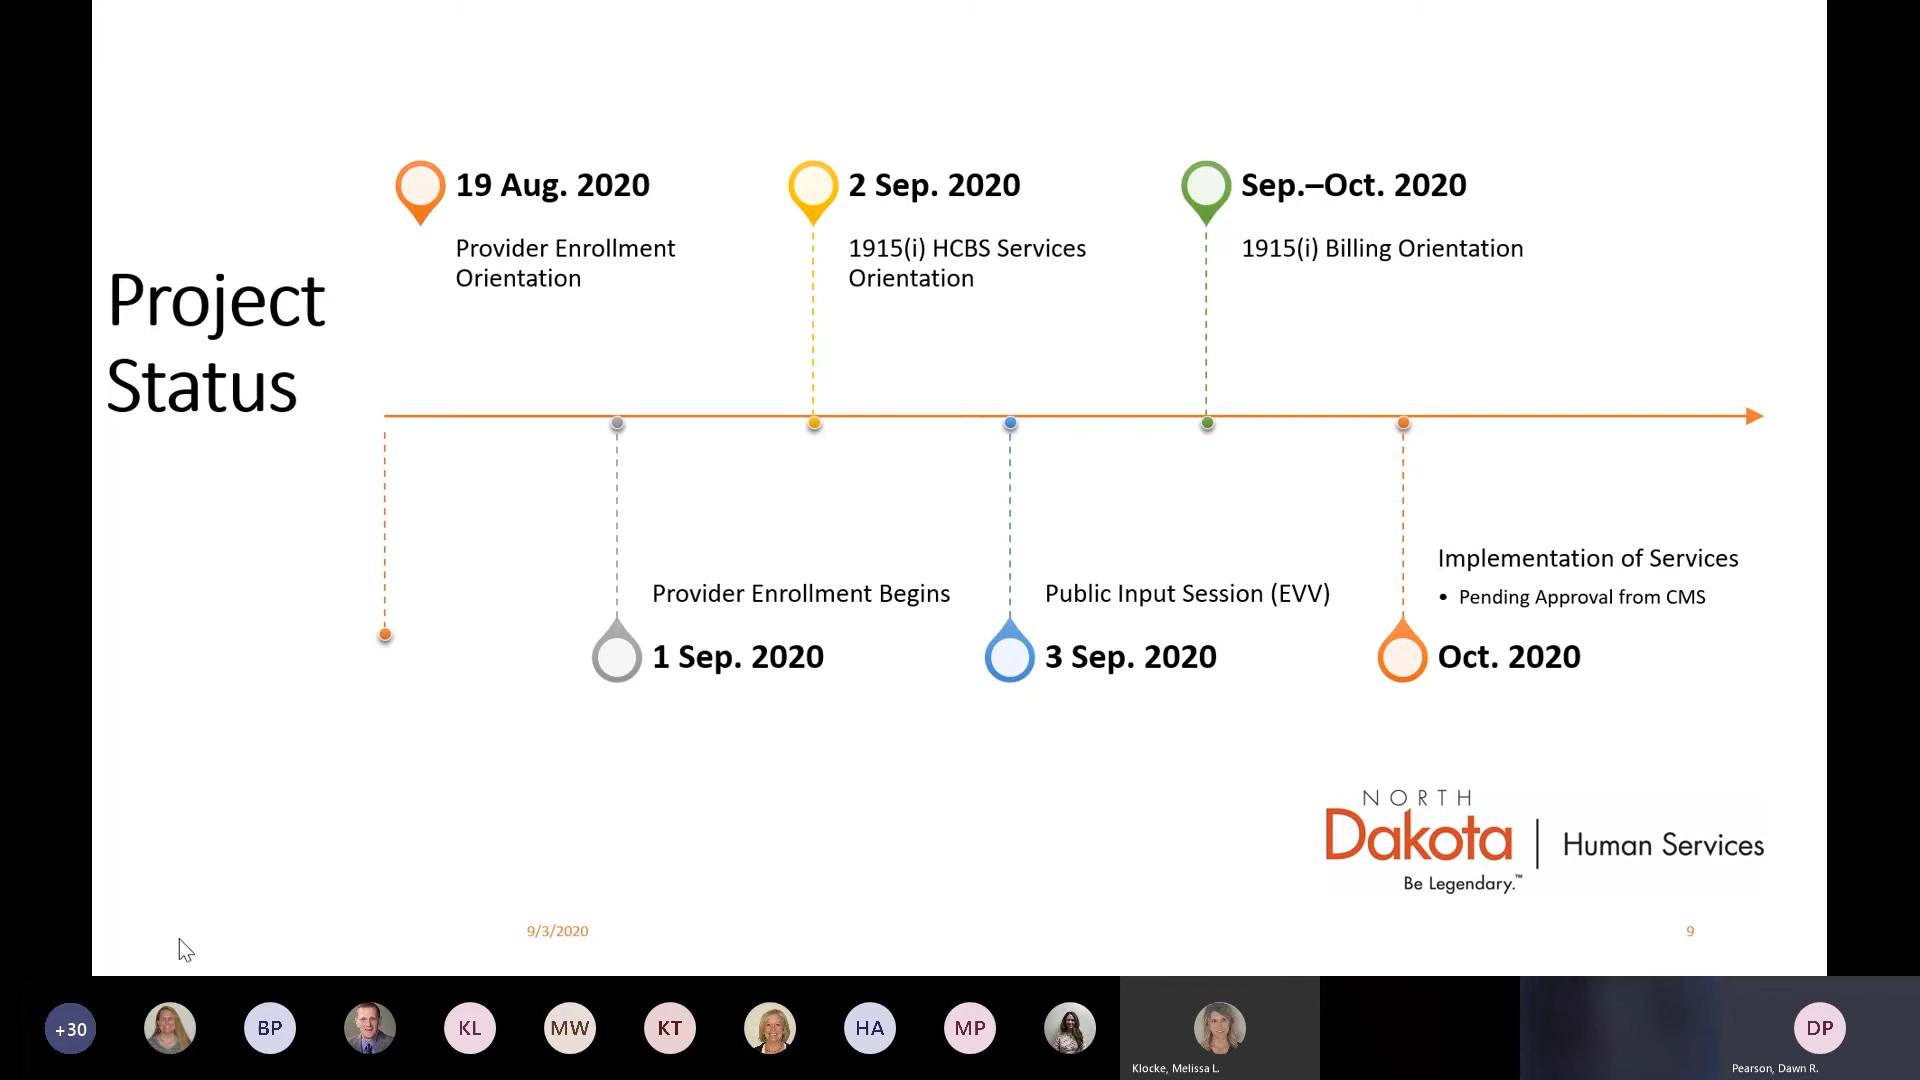 Project
Status
19 Aug. 2020
Provider Enrollment
Orientation
2 Sep. 2020
1915(i) HCBS Services
Orientation
Sep.–Oct. 2020
1915(i) Billing Orientation
Provider Enrollment Begins
1 Sep. 2020
Public Input Session (EVV)
3 Sep. 2020
Implementation of Services
• Pending Approval from CMS
Oct. 2020
NORTH
Dakota
Be Legendary.™
Human Services
9/3/2020
9
+30
BP
KL
MW
KT
HA
MP
Klocke, Melissa L.
DP
Pearson, Dawn R.